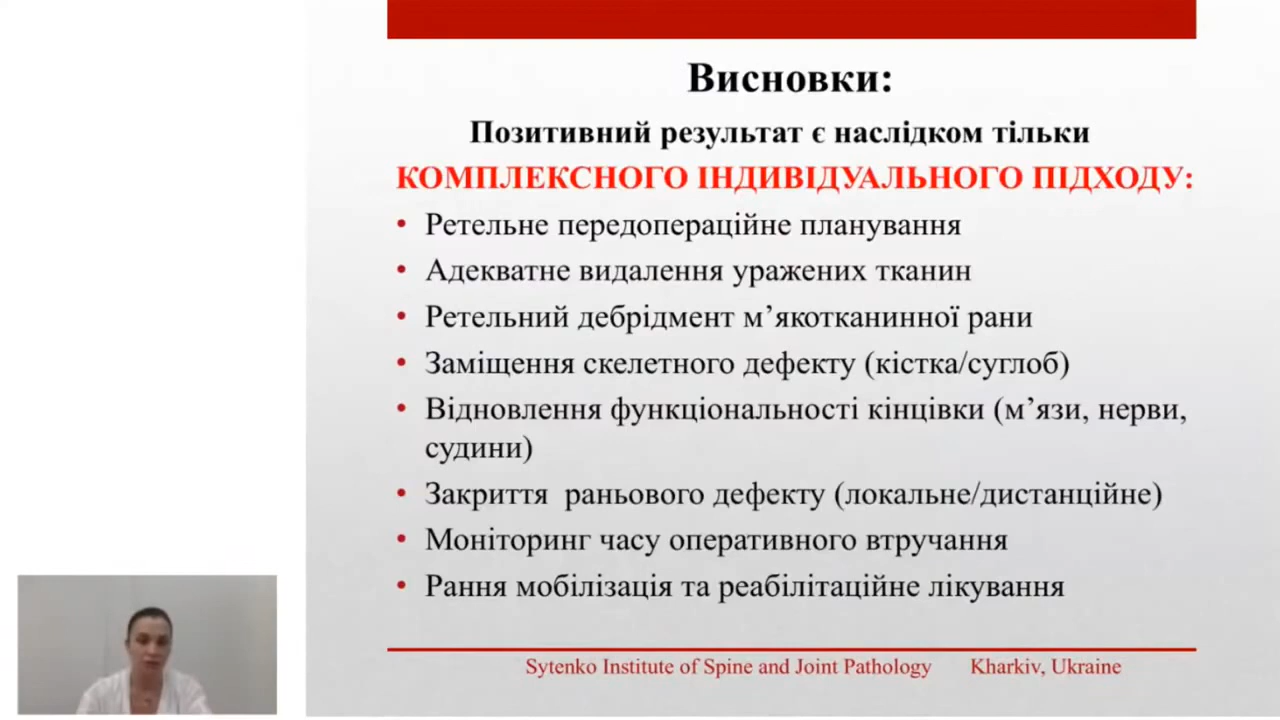 Висновки:
Позитивний результат є наслідком тільки
КОМПЛЕКСНОГО ІНДИВІДУАЛЬНОГО ПІДХОДУ:
• Ретельне передопераційне планування
• Адекватне видалення уражених тканин
• Ретельний дебрідмент м’якотканинної рани
• Заміщення скелетного дефекту (кістка/суглоб)
• Відновлення функціональності кінцівки (м’язи, нерви,
судини)
• Закриття раньового дефекту (локальне/дистанційне)
• Моніторинг часу оперативного втручання
• Рання мобілізація та реабілітаційне лікування
Sytenko Institute of Spine and Joint Pathology Kharkiv, Ukraine